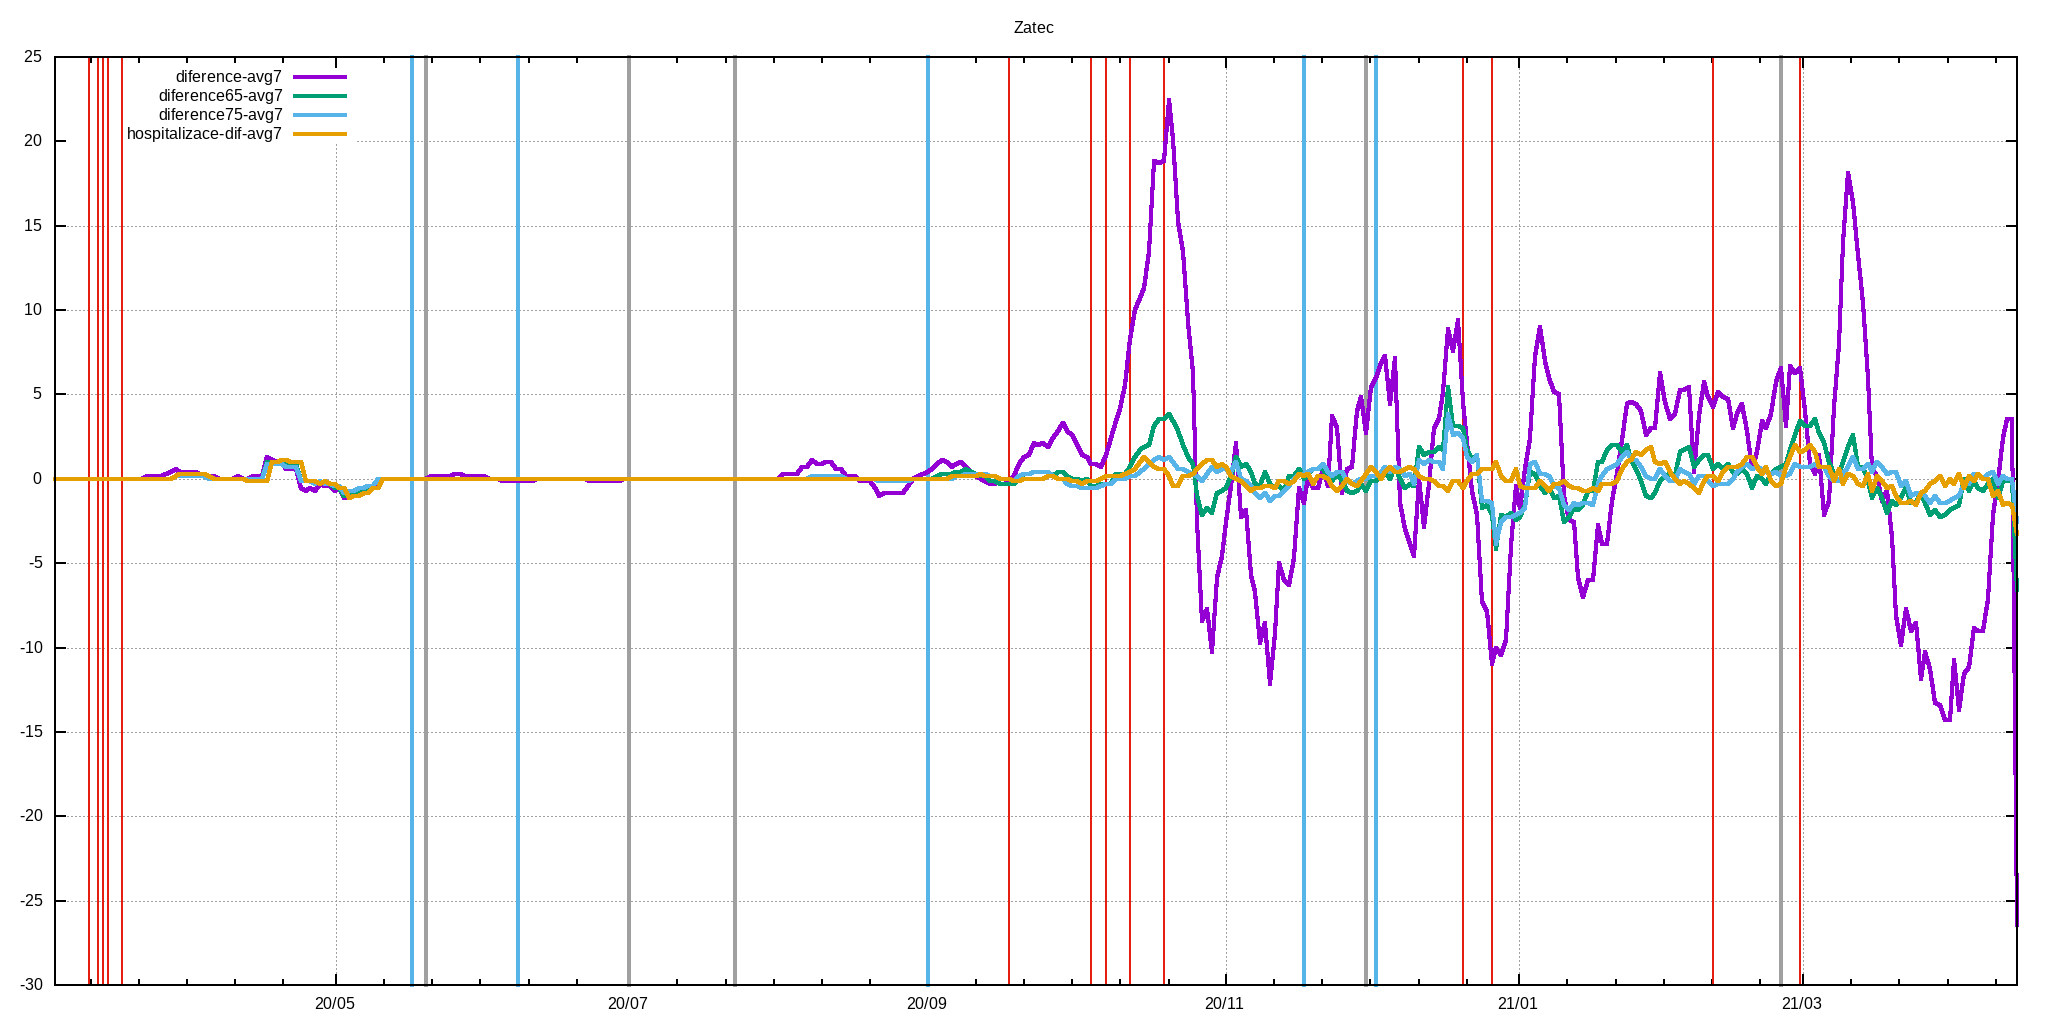 Zatec
diference-avg7
diference65-avg7
diference75-avg7
hospitalizace-dif-avg7
25
20
15
10
5
0
-5
-10
-15
-20
-25
-30
20/05 20/07 20/09 20/11 21/01 21/03